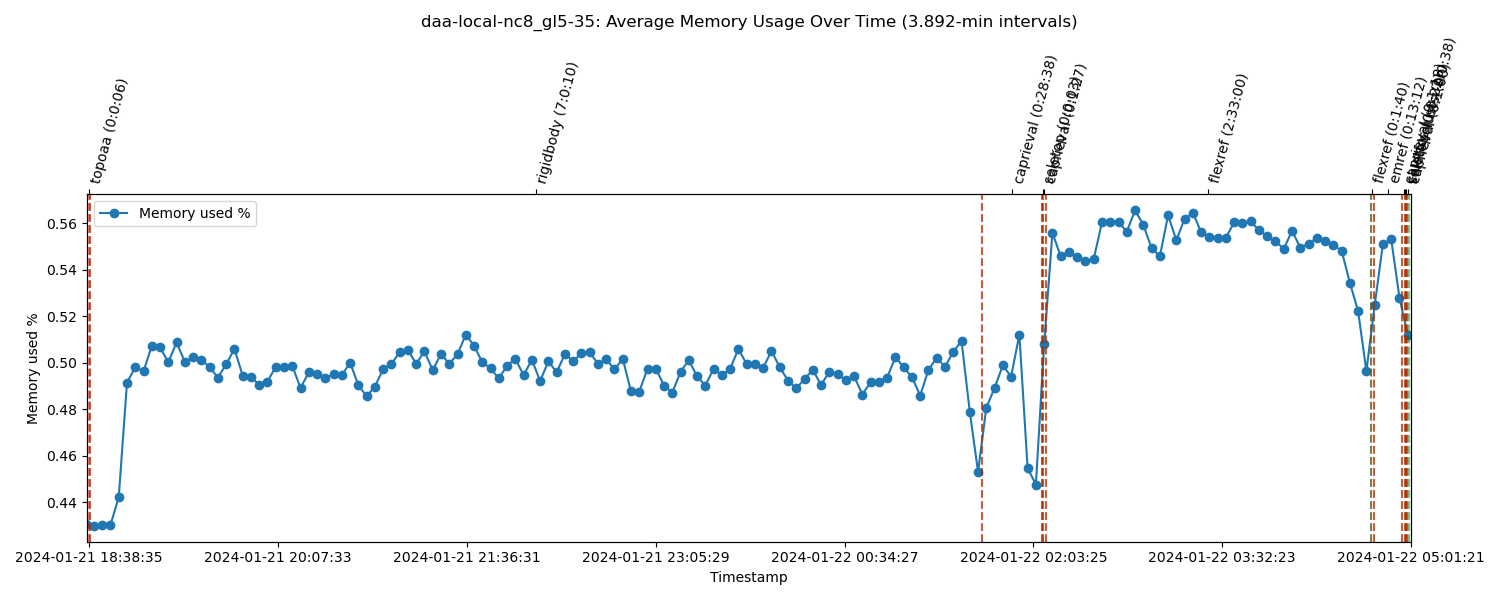 daa-local-nc8_gl5-35: Average Memory Usage Over Time (3.892-min intervals)
topoaa (0:0:06)
rigidbody (7:0:10)
caprieval (0:28:38)
caprieval (0:1:27)
flexref (2:33:00)
flexref (0:1:40)
emref (0:13:12)
Memory used %
0.56
0.54
0.52
0.50
0.48
0.46
0.44
Memory used %
2024-01-21 18:38:35
2024-01-21 20:07:33
2024-01-21 21:36:31
2024-01-21 23:05:29
2024-01-22 00:34:27
2024-01-22 02:03:25
2024-01-22 03:32:23
2024-01-22 05:01:21
Timestamp